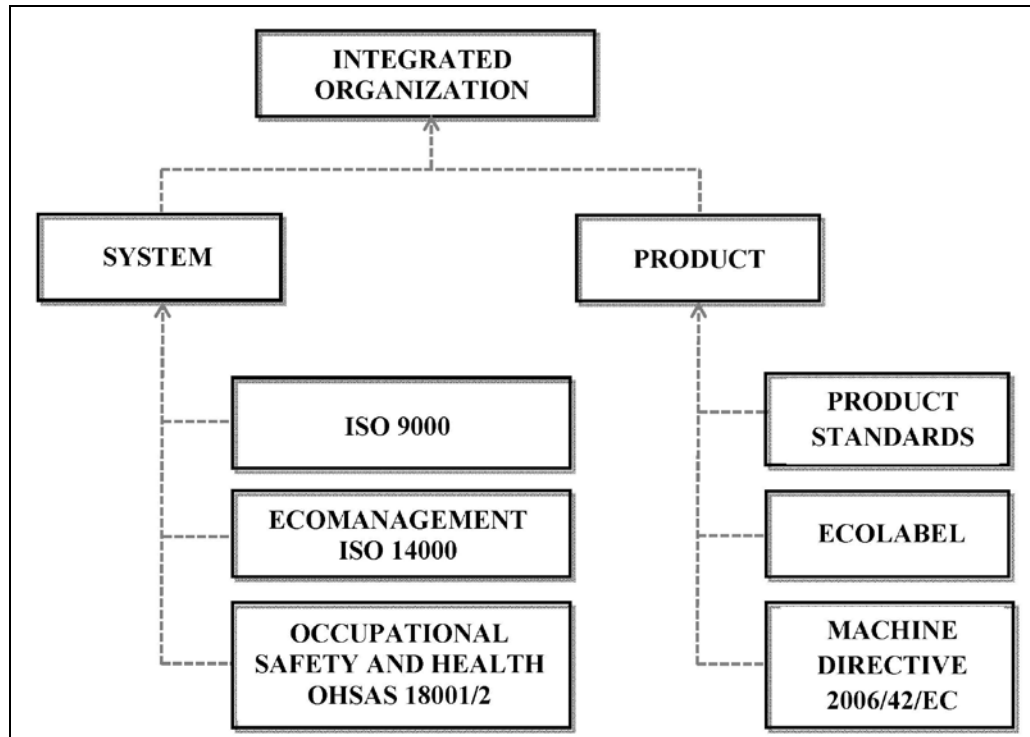 INTEGRATED
ORGANIZATION
SYSTEM
PRODUCT
ISO 9000
ECOMANAGEMENT
ISO 14000
OCCUPATIONAL
SAFETY AND HEALTH
OHSAS 18001/2
PRODUCT
STANDARDS
ECOLABEL
MACHINE
DIRECTIVE
2006/42/EC